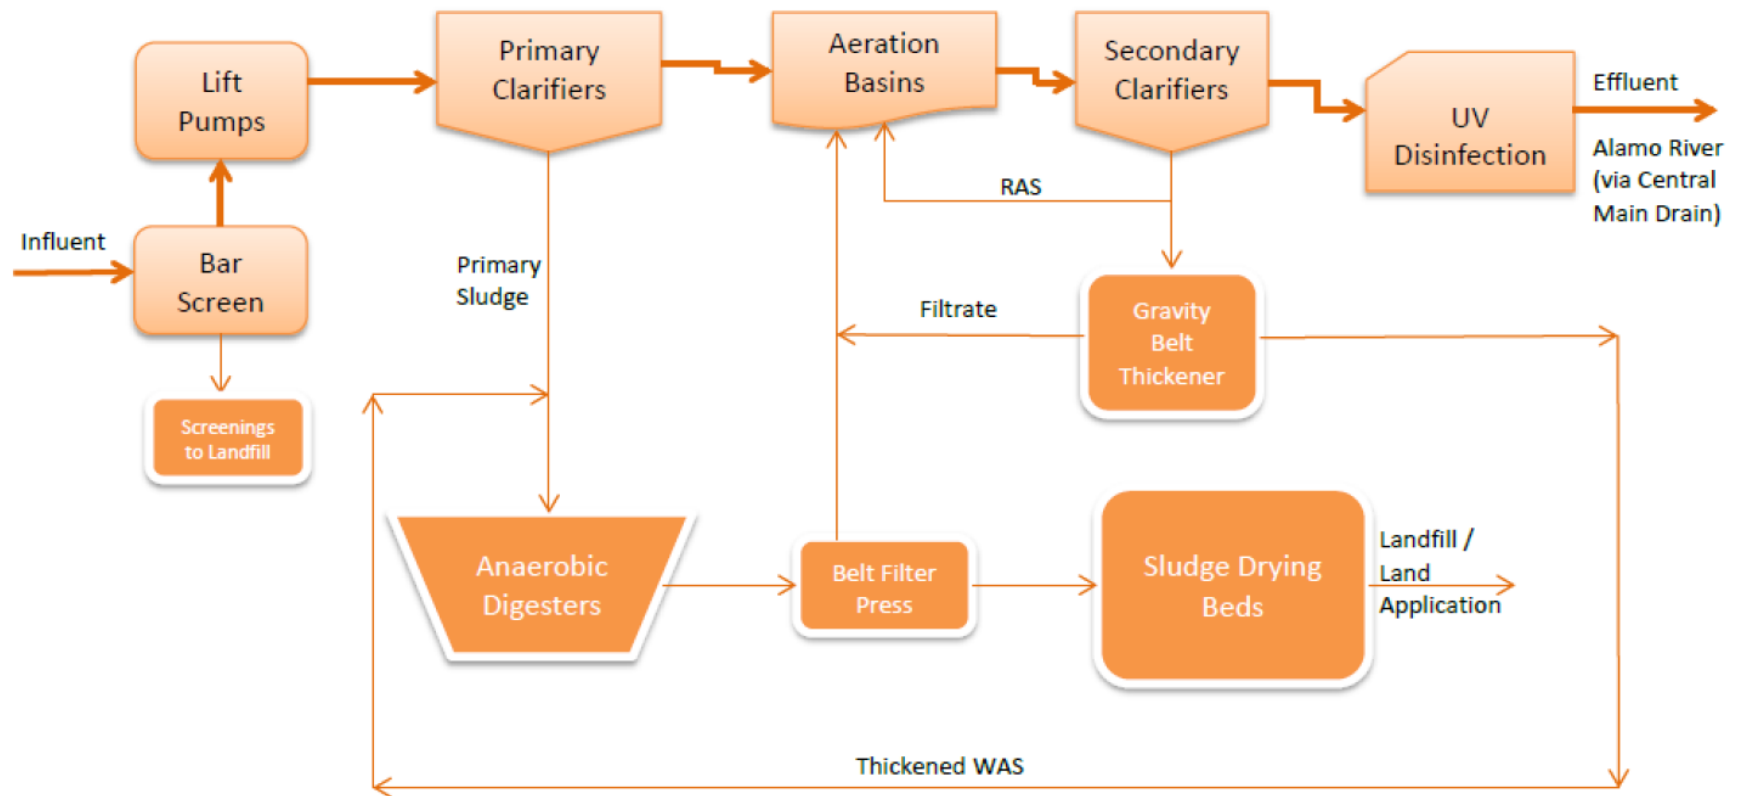 Lift
Pumps
Primary
Clarifiers
Aeration
Basins
Secondary
Clarifiers
UV
Disinfection
Effluent
Alamo River
(via Central
Main Drain)
Influent
Bar
Screen
Screenings
to Landfill
Primary
Sludge
RAS
Filtrate
Gravity
Belt
Thickener
Anaerobic
Digesters
Belt Filter
Press
Sludge Drying
Beds
Landfill /
Land
Application
Thickened WAS